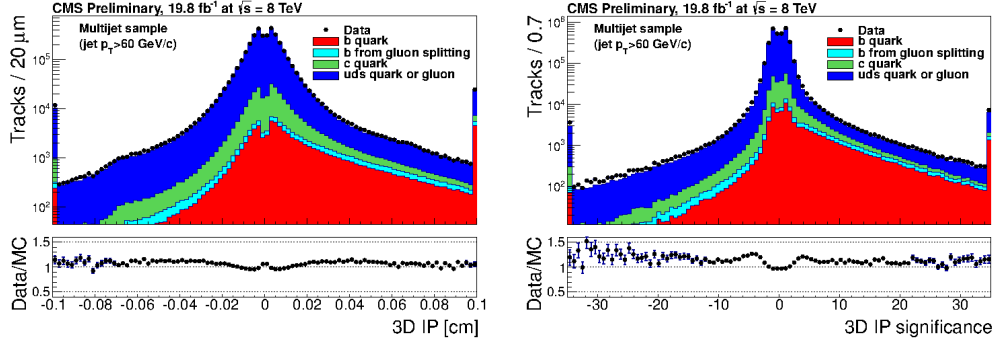 CMS Preliminary, 19.8 fb⁻¹ at √s = 8 TeV
Tracks / 20 μm
Multijet sample
(jet p_T>60 GeV/c)
Data
b quark
b from gluon splitting
c quark
uds quark or gluon
10⁵
10⁴
10³
10²
Data/MC
1.5
1
0.5
-0.1 -0.08 -0.06 -0.04 -0.02 0 0.02 0.04 0.06 0.08 0.1
3D IP [cm]
CMS Preliminary, 19.8 fb⁻¹ at √s = 8 TeV
Tracks / 0.7
Multijet sample
(jet p_T>60 GeV/c)
Data
b quark
b from gluon splitting
c quark
uds quark or gluon
10⁶
10⁵
10⁴
10³
10²
Data/MC
1.5
1
0.5
-30 -20 -10 0 10 20 30
3D IP significance